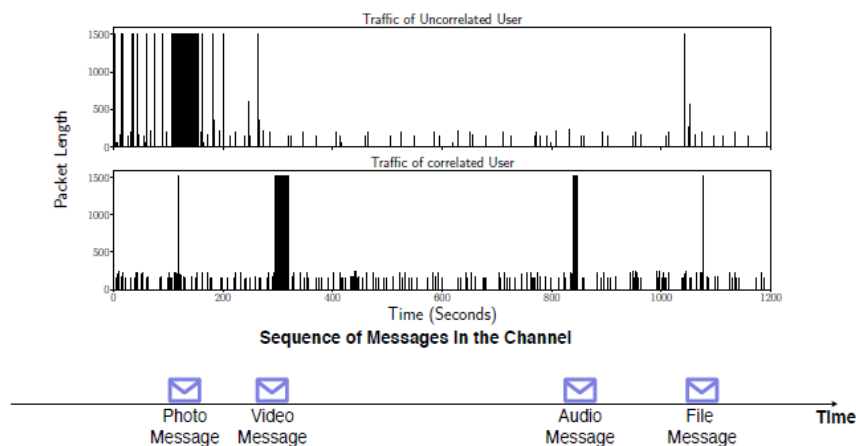 Traffic of Uncorrelated User
1500
1000
500
0
Packet Length
Traffic of correlated User
1500
1000
500
0
0 200 400 600 800 1000 1200
Time (Seconds)
Sequence of Messages In the Channel
Photo Message
Video Message
Audio Message
File Message
Time